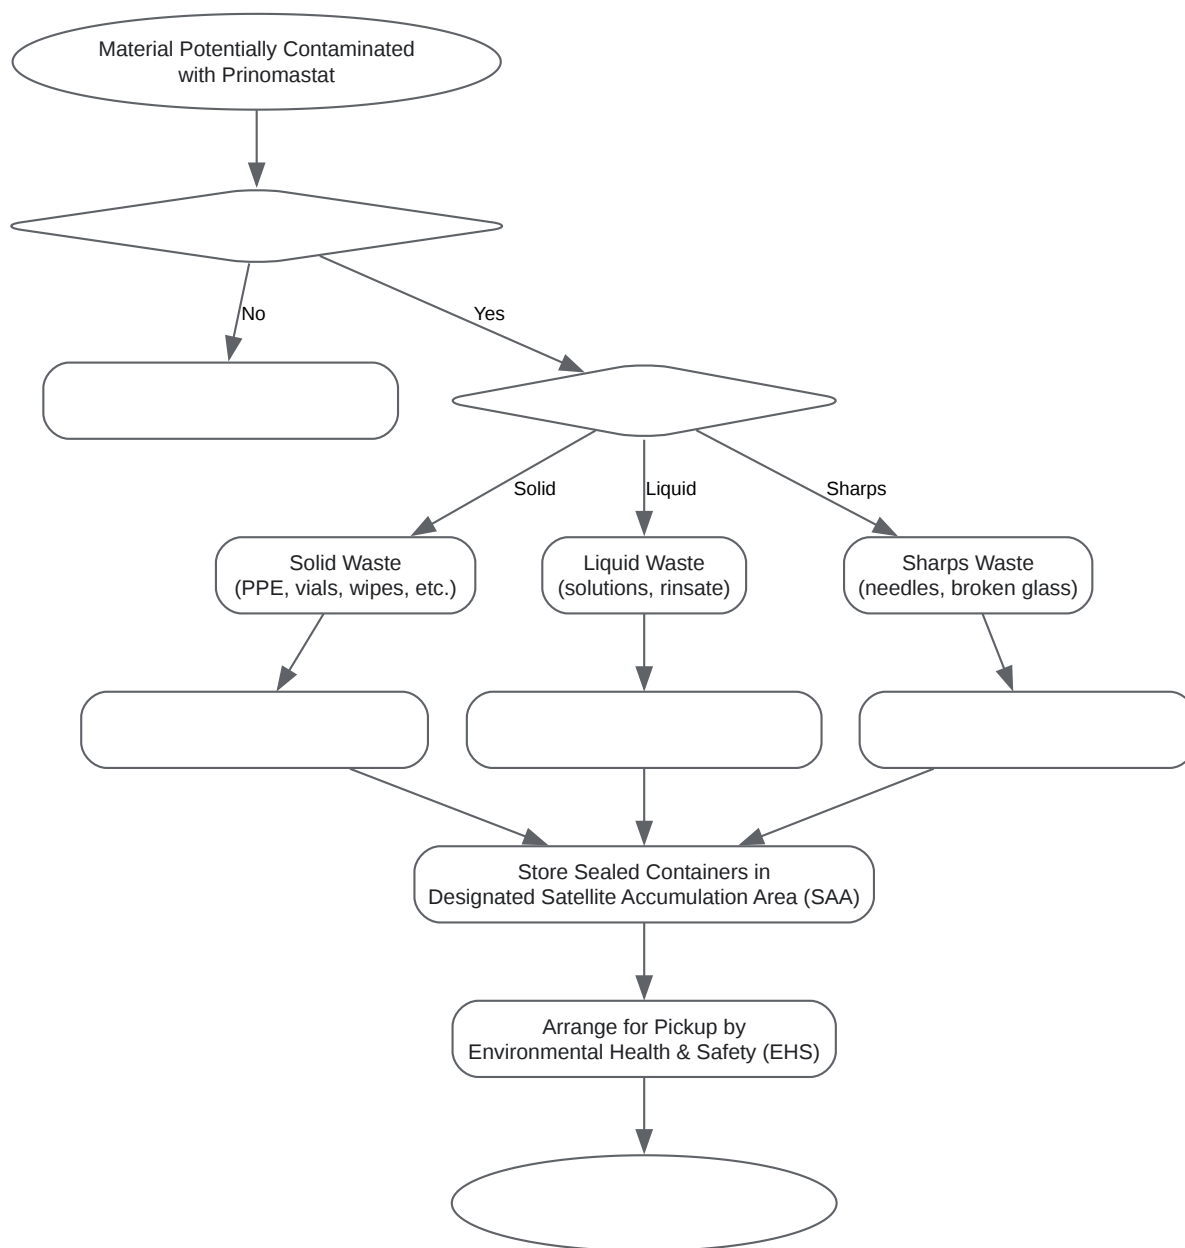 Material Potentially Contaminated
with Prinomastat
No
Yes
Solid
Liquid
Sharps
Solid Waste
(PPE, vials, wipes, etc.)
Liquid Waste
(solutions, rinsate)
Sharps Waste
(needles, broken glass)
Store Sealed Containers in
Designated Satellite Accumulation Area (SAA)
Arrange for Pickup by
Environmental Health & Safety (EHS)